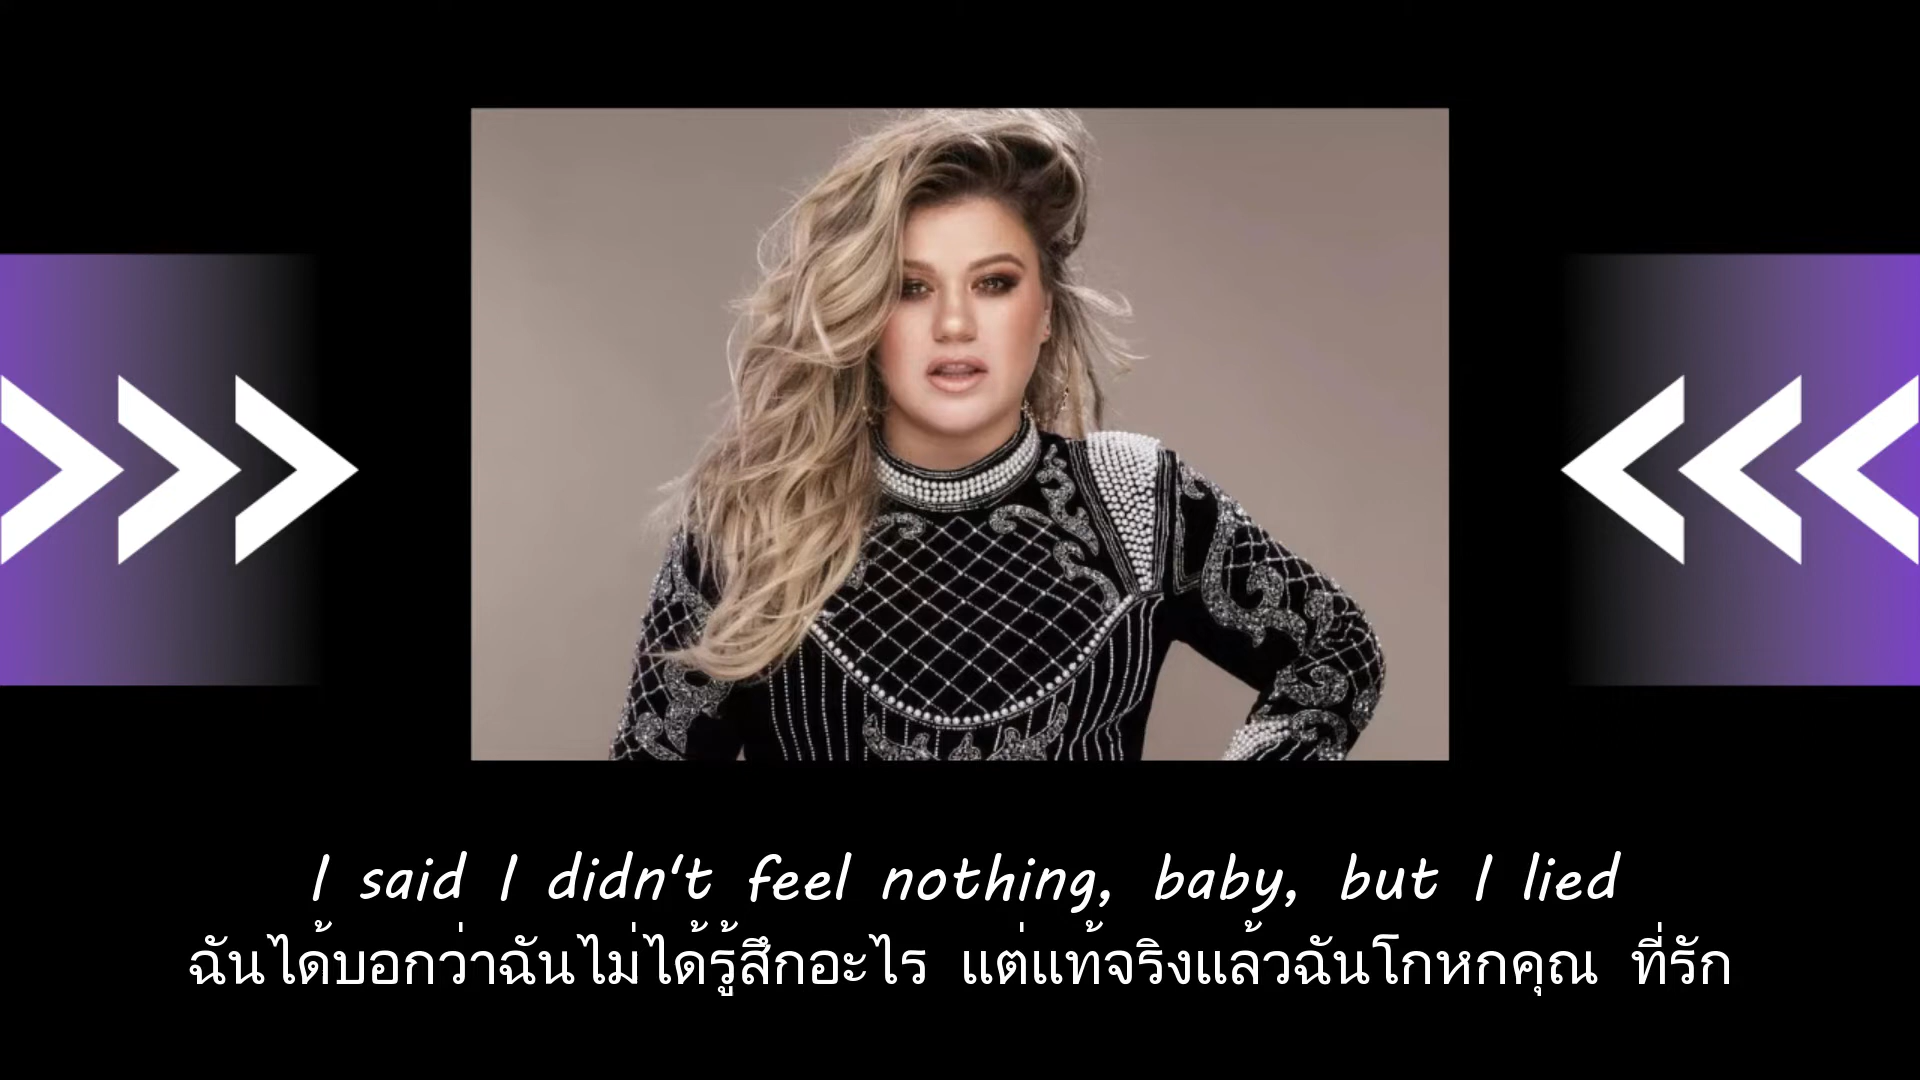 I said I didn't feel nothing, baby, but I lied
ฉันได้บอกว่าฉันไม่ได้รู้สึกอะไร แต่แท้จริงแล้วฉันโกหกคุณ ที่รัก